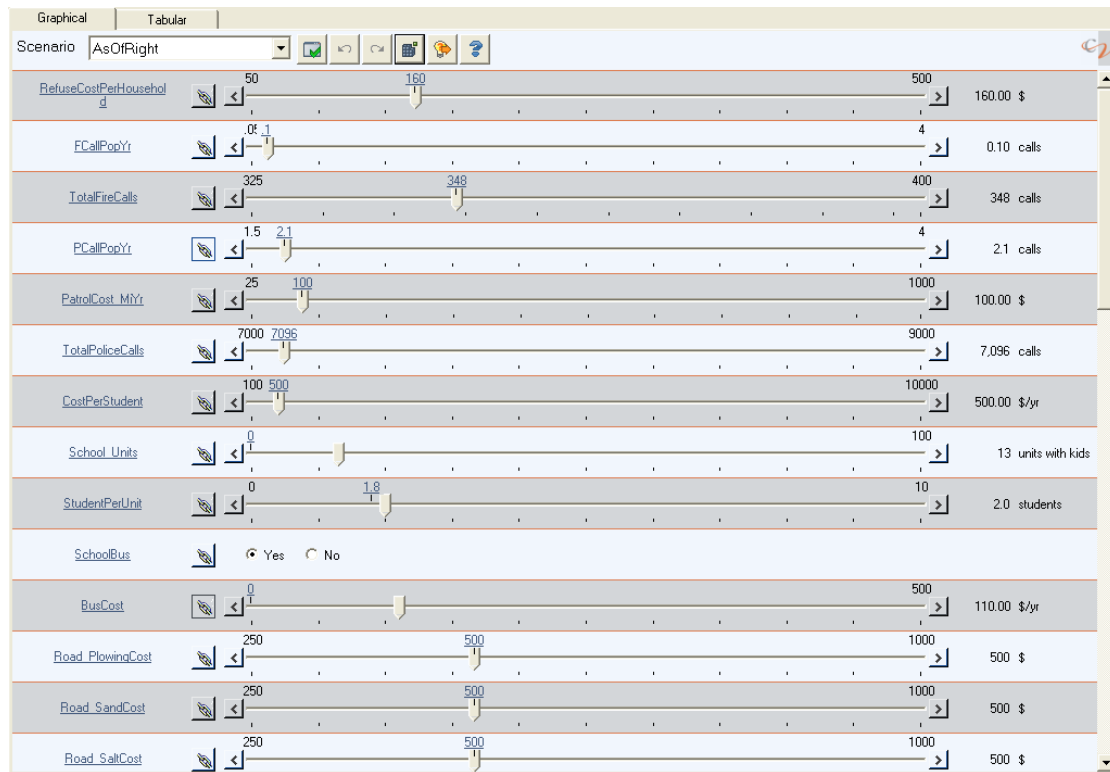 Graphical Tabular
Scenario AsOfRight
50 160 500
RefuseCostPerHousehol
d
160.00 $
.1 4
FCallPopYr 0.10 calls
325 348 400
TotalFireCalls 348 calls
1.5 2.1 4
PCallPopYr 2.1 calls
25 100 1000
PatrolCost_MiYr 100.00 $
7000 7096 9000
TotalPoliceCalls 7,096 calls
100 500 10000
CostPerStudent 500.00 $/yr
0 100
School_Units 13 units with kids
0 1.8 10
StudentPerUnit 2.0 students
SchoolBus Yes No
0 500
BusCost 110.00 $/yr
250 500 1000
Road_PlowingCost 500 $
250 500 1000
Road_SandCost 500 $
250 500 1000
Road_SaltCost 500 $